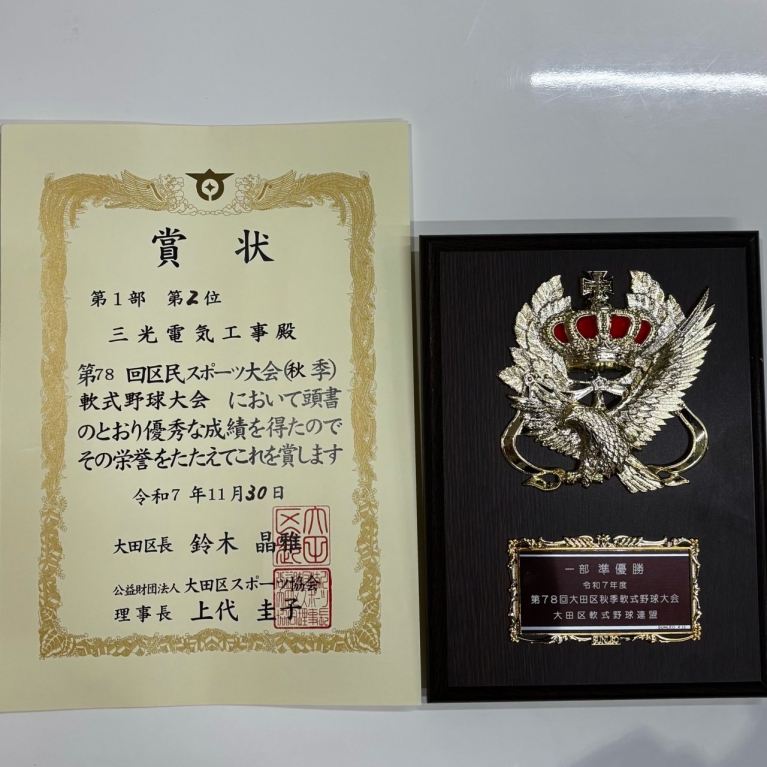 賞状
第1部 第2位
三光電気工事殿
第78回区民スポーツ大会(秋季)
軟式野球大会 において頭書
のとおり優秀な成績を得たので
その栄誉をたたえてこれを賞します
令和7年11月30日
大田区長 鈴木 晶雅
公益財団法人 大田区スポーツ協会
理事長 上代 圭子
一部準優勝
令和7年度
第78回大田区秋季軟式野球大会
大田区軟式野球連盟